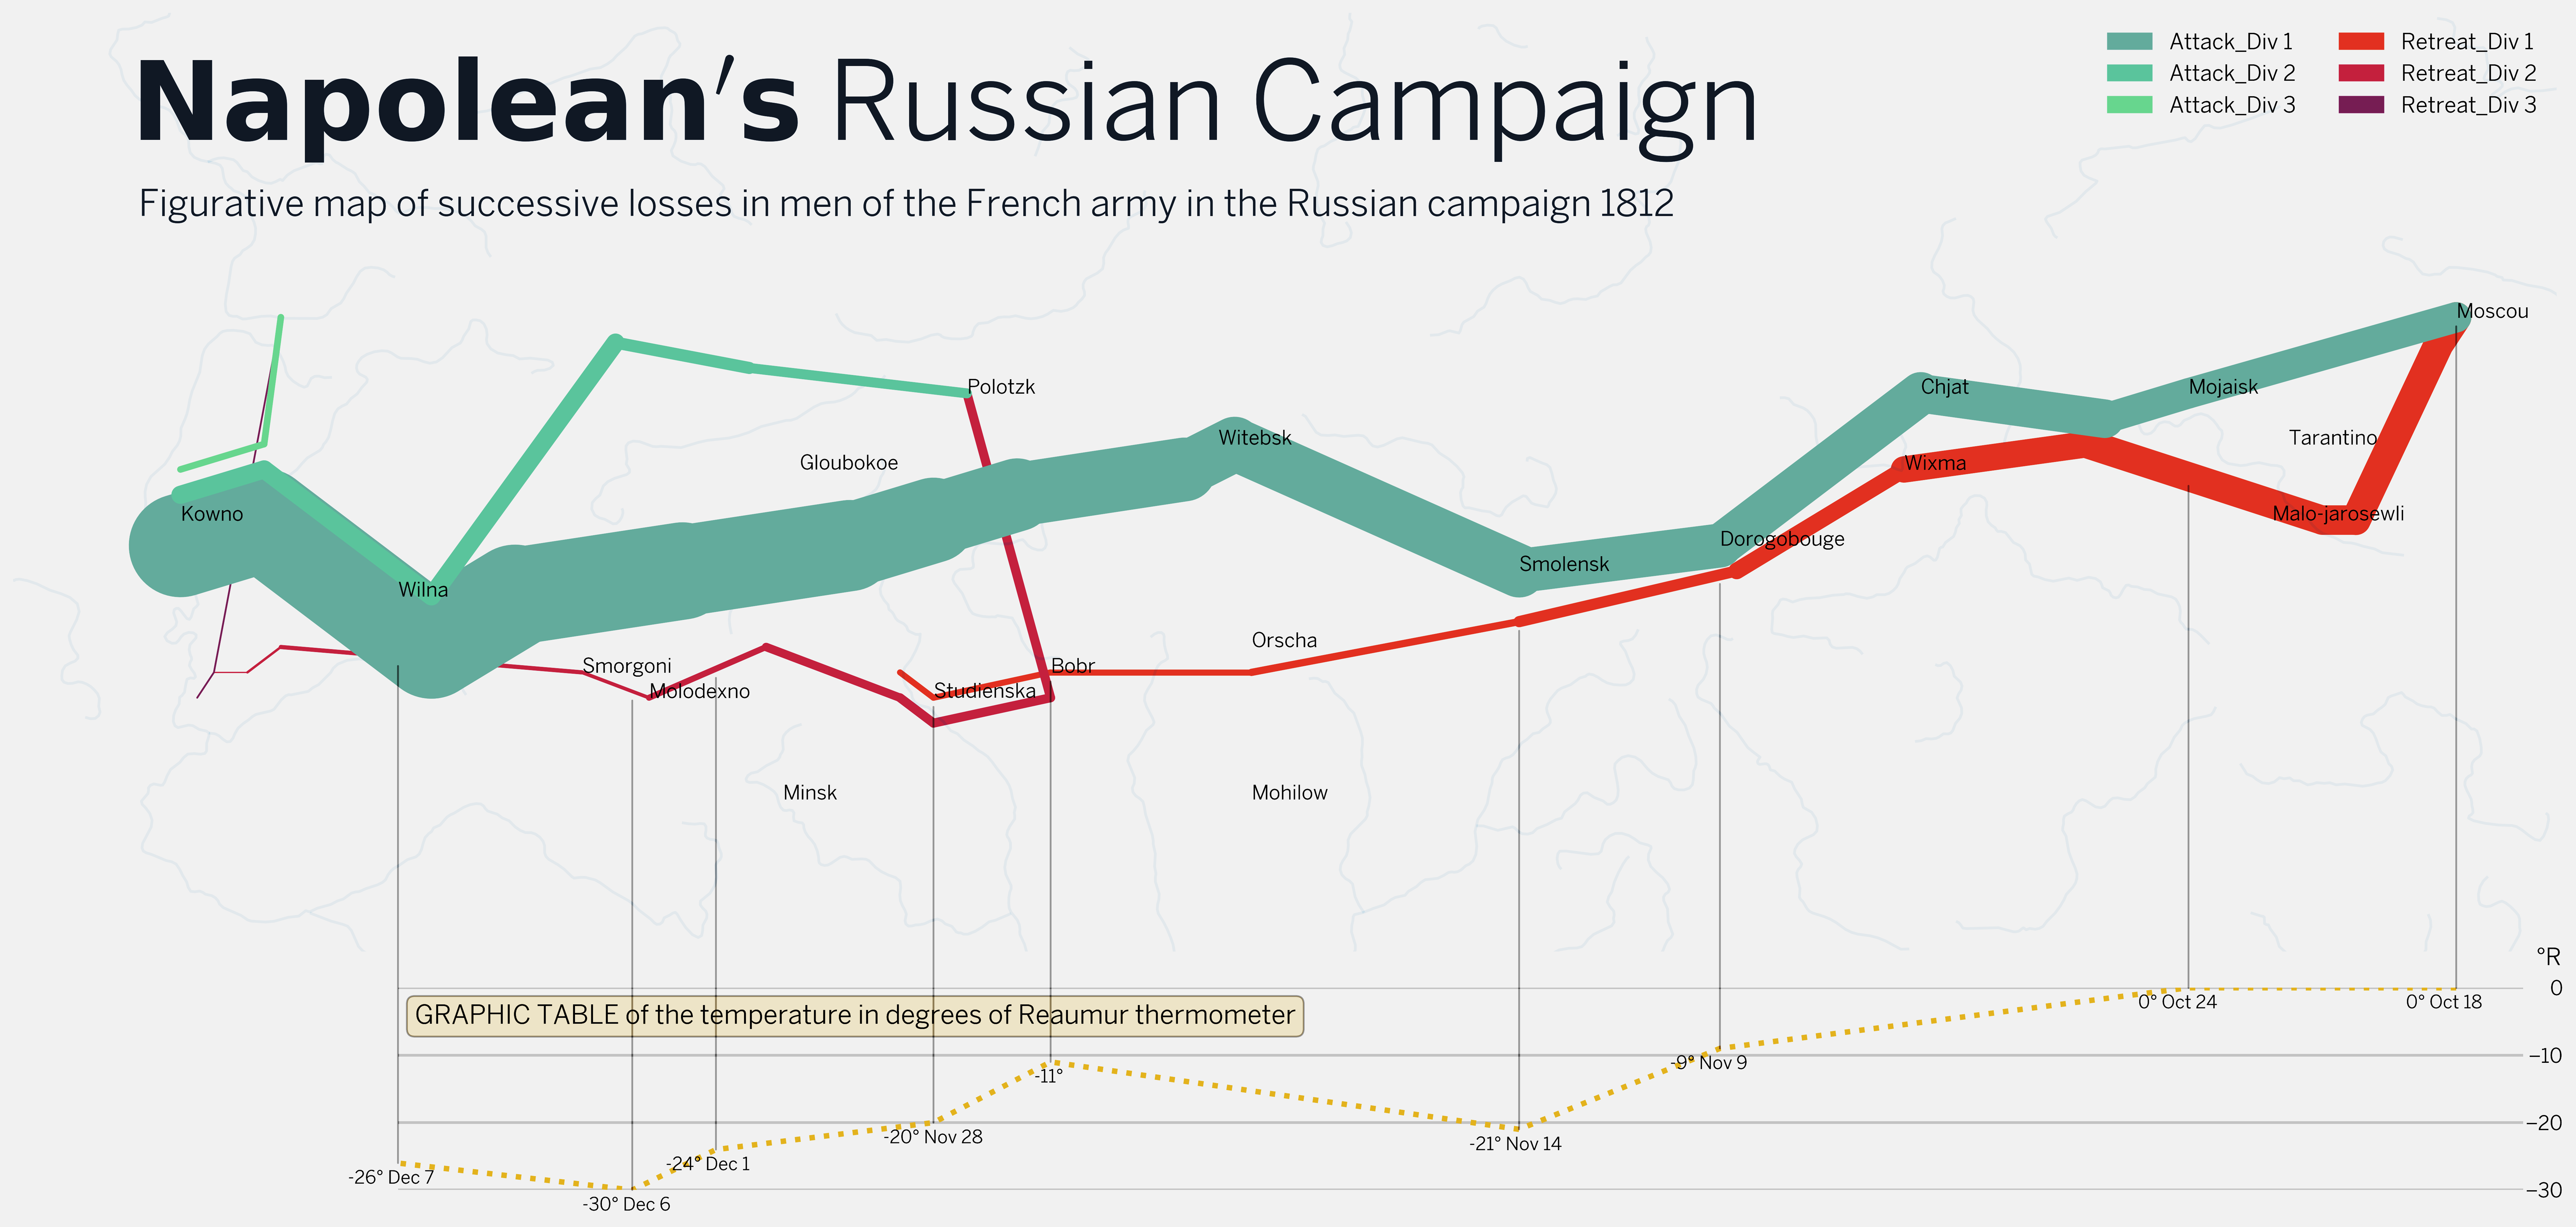 Napolean's Russian Campaign
Figurative map of successive losses in men of the French army in the Russian campaign 1812
Attack_Div 1
Attack_Div 2
Attack_Div 3
Retreat_Div 1
Retreat_Div 2
Retreat_Div 3
Moscou
Polotzk
Chjat
Mojaisk
Witebsk
Tarantino
Gloubokoe
Wixma
Kowno
Malo-jarosewli
Dorogobouge
Smolensk
Wilna
Orscha
Smorgoni
Bobr
Molodexno
Studienska
Minsk
Mohilow
°R
0
−10
−20
−30
GRAPHIC TABLE of the temperature in degrees of Reaumur thermometer
0° Oct 24
0° Oct 18
-9° Nov 9
-11°
-20° Nov 28
-21° Nov 14
-24° Dec 1
-26° Dec 7
-30° Dec 6